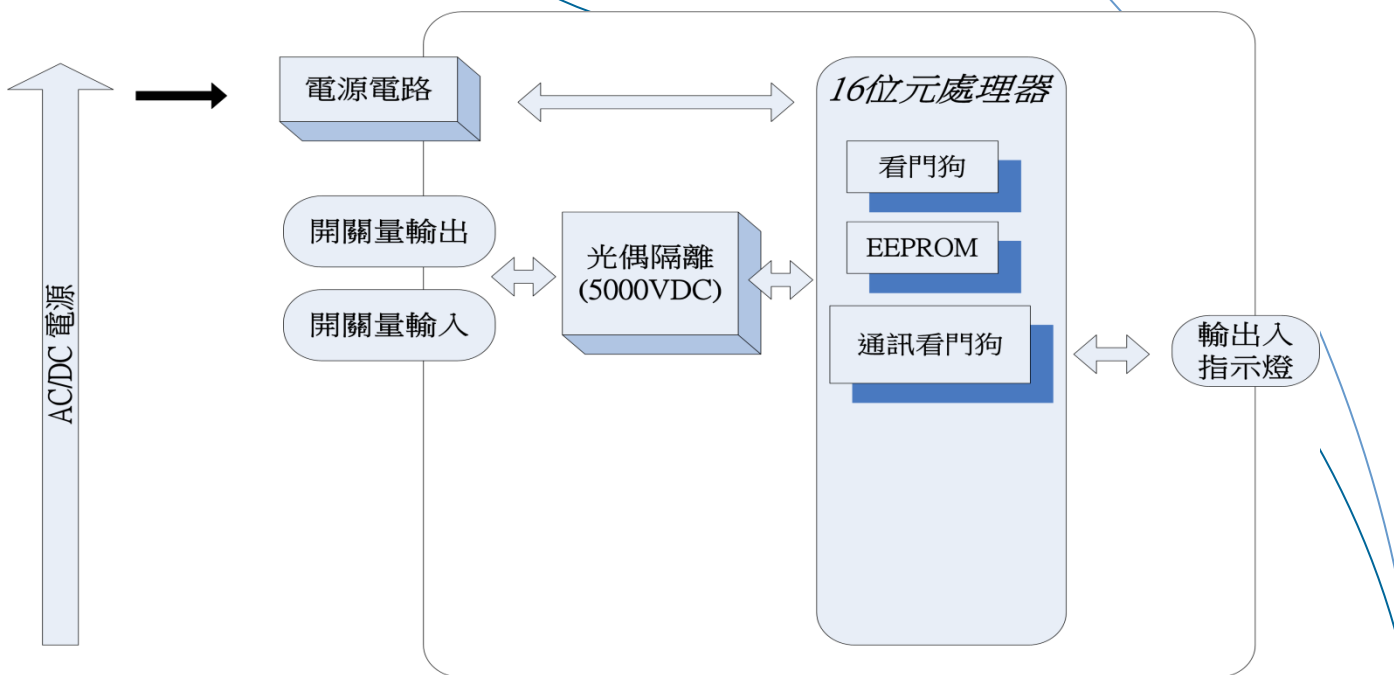 AC/DC 電源
電源電路
開關量輸出
開關量輸入
光偶隔離
(5000VDC)
16位元處理器
看門狗
EEPROM
通訊看門狗
輸出入
指示燈